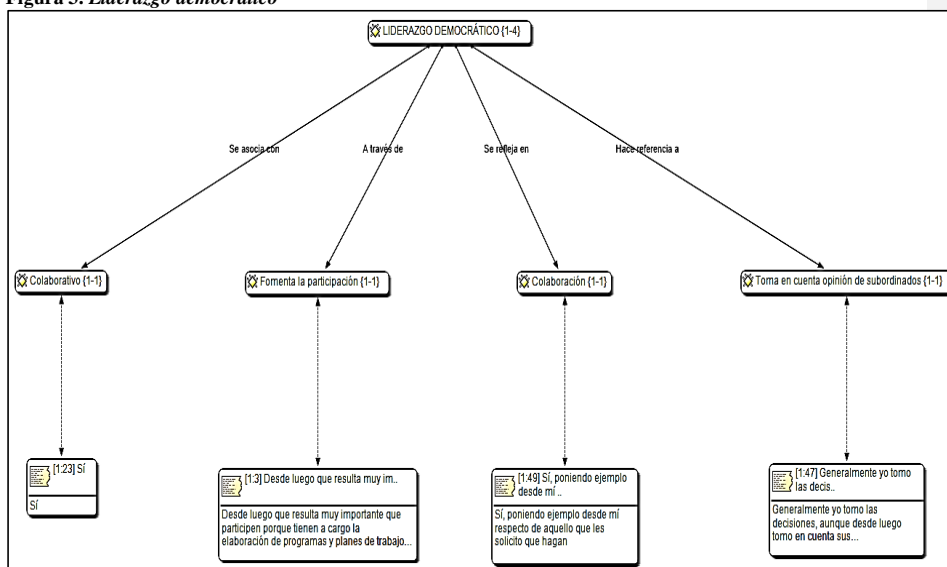 Figura 3. Liderazgo democrático
LIDERAZGO DEMOCRÁTICO {1-4}
Se asocia con
A través de
Se refleja en
Hace referencia a
Colaborativo {1-1}
Fomenta la participación {1-1}
Colaboración {1-1}
Toma en cuenta opinión de subordinados {1-1}
[1:23] Sí
Sí
[1:3] Desde luego que resulta muy im..
Desde luego que resulta muy importante que
participen porque tienen a cargo la
elaboración de programas y planes de trabajo...
[1:49] Sí, poniendo ejemplo
desde mí ..
Sí, poniendo ejemplo desde mí
respecto de aquello que les
solicito que hagan
[1:47] Generalmente yo tomo
las decis..
Generalmente yo tomo las
decisiones, aunque desde luego
tomo en cuenta sus...